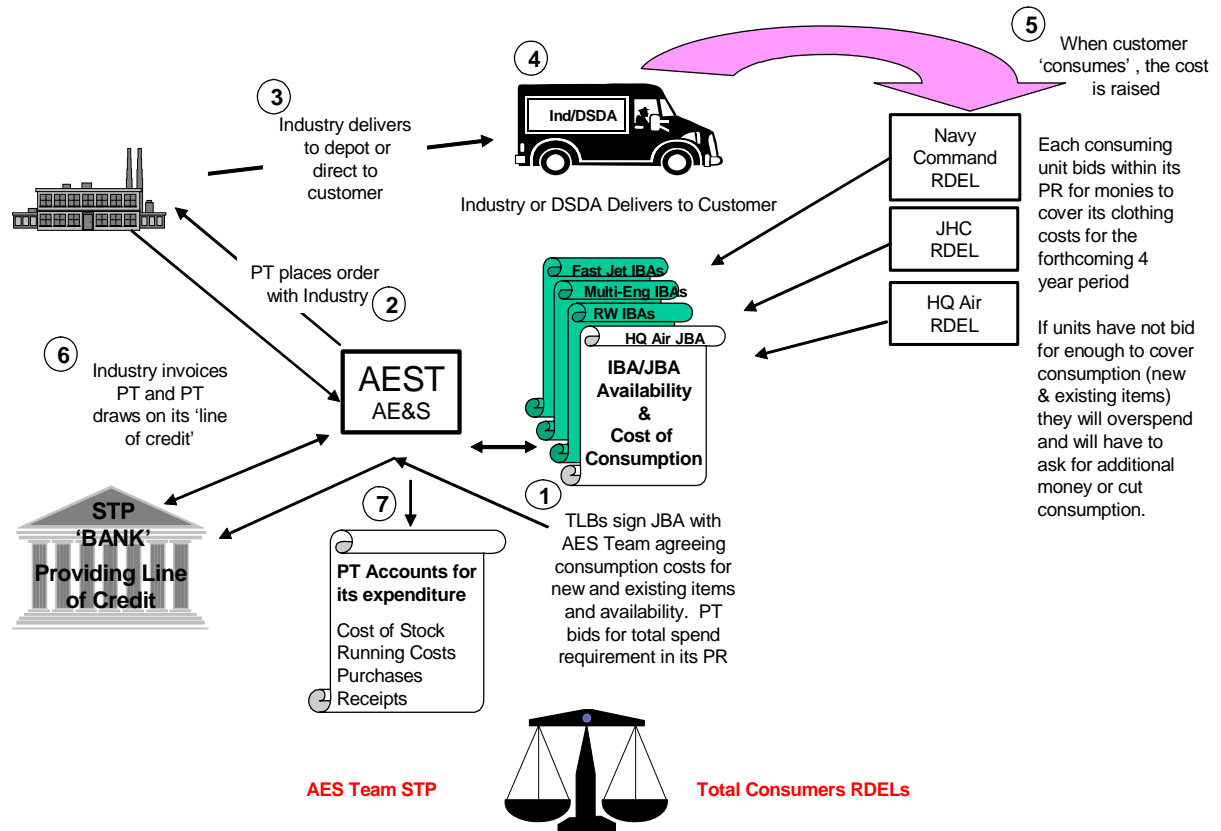 5
When customer
‘consumes’ , the cost
is raised
4
3
Industry delivers
to depot or
direct to
customer
Ind/DSDA
Industry or DSDA Delivers to Customer
Navy
Command
RDEL
JHC
RDEL
HQ Air
RDEL
Each consuming
unit bids within its
PR for monies to
cover its clothing
costs for the
forthcoming 4
year period
If units have not bid
for enough to cover
consumption (new
& existing items)
they will overspend
and will have to
ask for additional
money or cut
consumption.
PT places order
with Industry
2
Fast Jet IBAs
Multi-Eng IBAs
RW IBAs
HQ Air JBA
IBA/JBA
Availability
&
Cost of
Consumption
6
Industry invoices
PT and PT
draws on its ‘line
of credit’
AEST
AE&S
STP
‘BANK’
Providing Line
of Credit
7
PT Accounts for
its expenditure
Cost of Stock
Running Costs
Purchases
Receipts
1
TLBs sign JBA with
AES Team agreeing
consumption costs for
new and existing items
and availability.  PT
bids for total spend
requirement in its PR
AES Team STP
Total Consumers RDELs